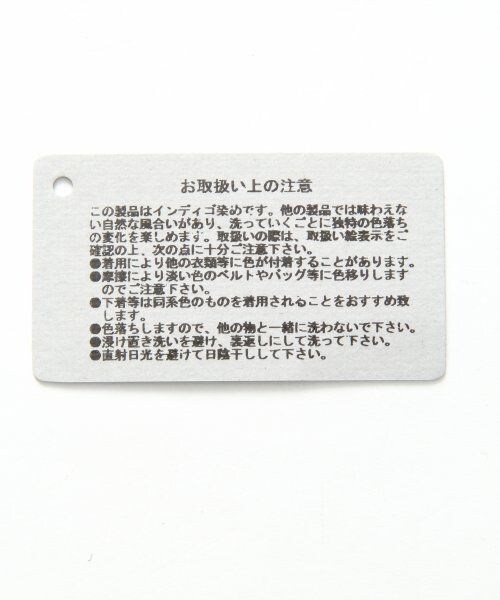 お取扱い上の注意
この製品はインディゴ染めです。他の製品では味わえな
い自然な風合いがあり、洗っていくごとに独特の色落ち
の変化を楽しめます。取扱いの際は、取扱い絵表示をご
確認の上、次の点に十分ご注意下さい。
●着用により他の衣類等に色が付着することがあります。
●摩擦により淡い色のベルトやバッグ等に色移りします
のでご注意下さい。
●下着等は同系色のものを着用されることをおすすめ致
します。
●色落ちしますので、他の物と一緒に洗わないで下さい。
●浸け置き洗いを避け、裏返しにして洗って下さい。
●直射日光を避けて日陰干しして下さい。